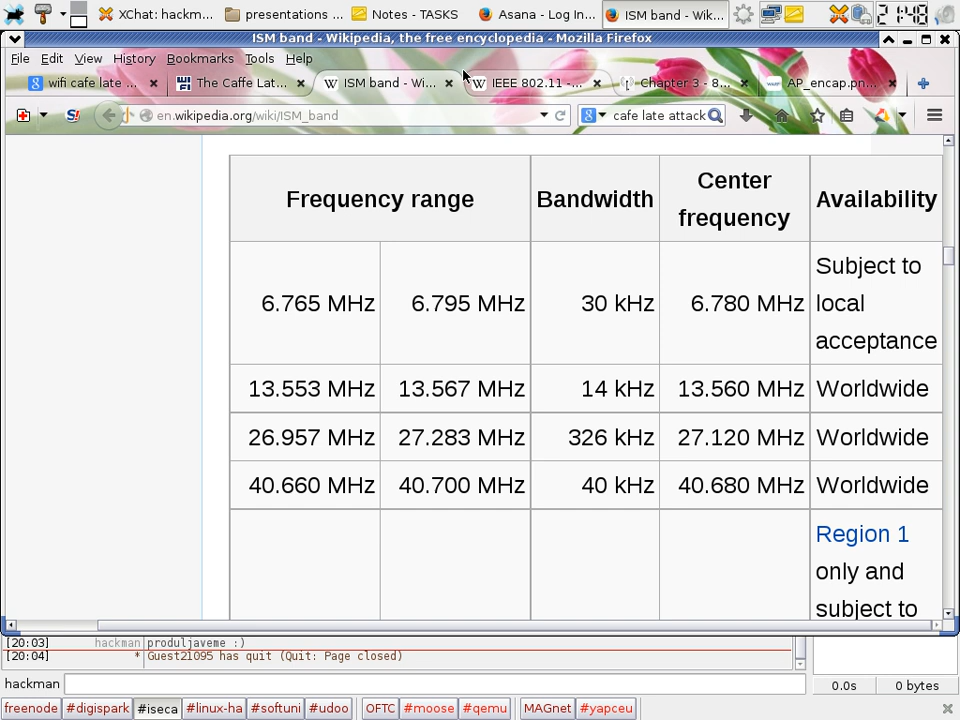 XChat: hackm...
presentations ...
Notes - TASKS
Asana - Log In...
ISM band - Wik...
21:48
ISM band - Wikipedia, the free encyclopedia - Mozilla Firefox
File Edit View History Bookmarks Tools Help
wifi cafe late ...
The Caffe Lat...
ISM band - Wi...
IEEE 802.11 -...
Chapter 3 - 8...
AP_encap.pn...
en.wikipedia.org/wiki/ISM_band
cafe late attack
Frequency range Bandwidth Center frequency Availability
6.765 MHz 6.795 MHz 30 kHz 6.780 MHz Subject to
local
acceptance
13.553 MHz 13.567 MHz 14 kHz 13.560 MHz Worldwide
26.957 MHz 27.283 MHz 326 kHz 27.120 MHz Worldwide
40.660 MHz 40.700 MHz 40 kHz 40.680 MHz Worldwide
Region 1
only and
subject to
[20:03] hackman produljaveme :)
[20:04] * Guest21095 has quit (Quit: Page closed)
hackman
0.0s 0 bytes
freenode #digispark #iseca #linux-ha #softuni #udoo OFTC #moose #qemu MAGnet #yapceu